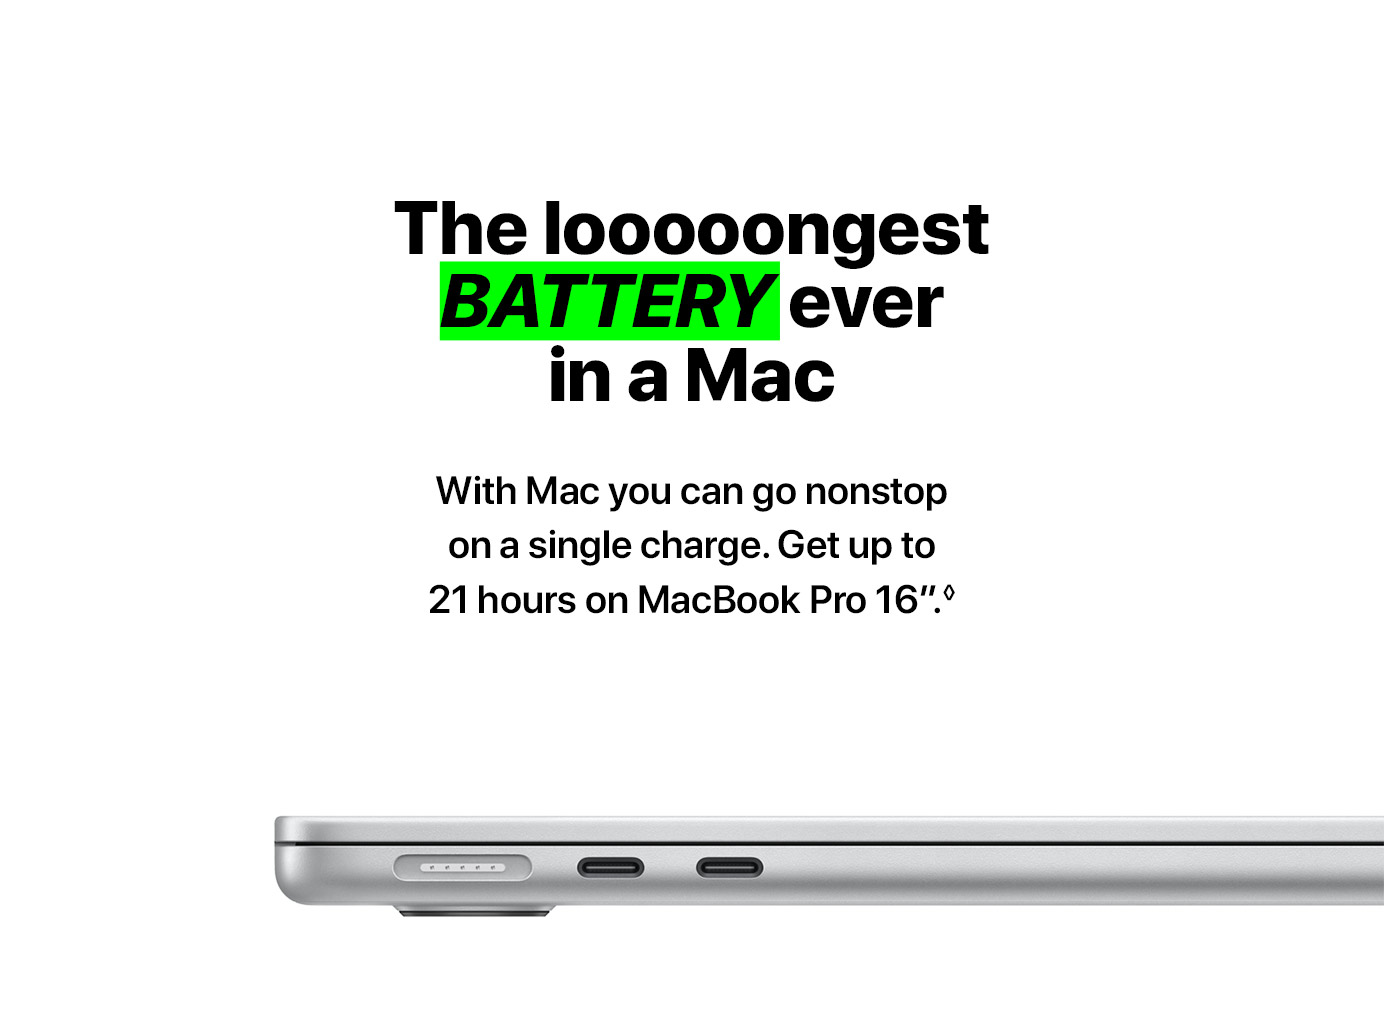 The looooongest
BATTERY ever
in a Mac
With Mac you can go nonstop
on a single charge. Get up to
21 hours on MacBook Pro 16″.◊